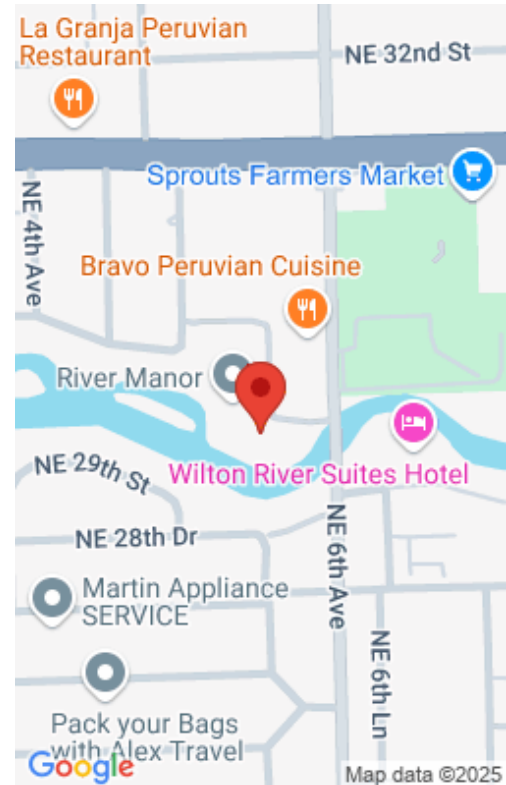 La Granja Peruvian
Restaurant
NE 32nd St
Sprouts Farmers Market
NE 4th Ave
Bravo Peruvian Cuisine
River Manor
Wilton River Suites Hotel
NE 29th St
NE 28th Dr
NE 6th Ave
Martin Appliance
SERVICE
NE 6th Ln
Pack your Bags
with Alex Travel
Google
Map data ©2025